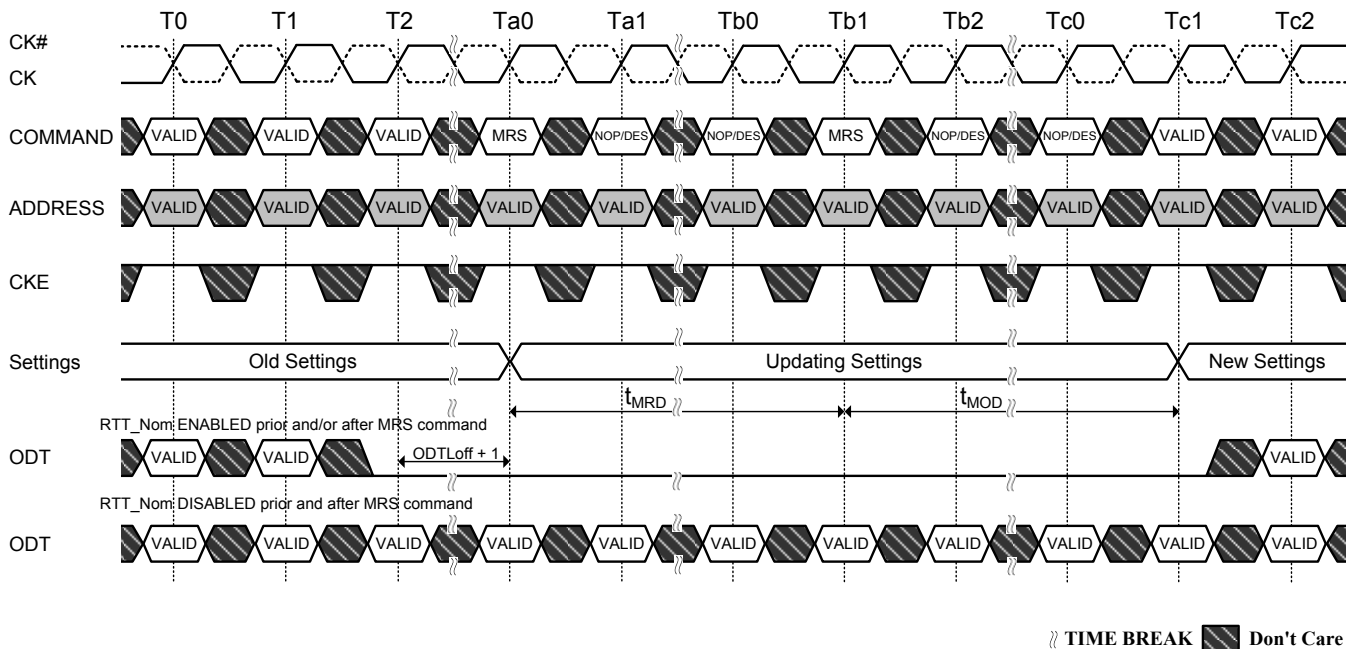 T0 T1 T2 Ta0 Ta1 Tb0 Tb1 Tb2 Tc0 Tc1 Tc2
CK#
CK
COMMAND VALID VALID VALID MRS NOP/DES NOP/DES MRS NOP/DES NOP/DES VALID VALID
ADDRESS VALID VALID VALID VALID VALID VALID VALID VALID VALID VALID VALID
CKE
Settings Old Settings Updating Settings New Settings
tMRD tMOD
RTT_Nom ENABLED prior and/or after MRS command
ODT VALID VALID ODTLoff + 1 VALID
RTT_Nom DISABLED prior and after MRS command
ODT VALID VALID VALID VALID VALID VALID VALID VALID VALID VALID VALID
TIME BREAK Don't Care